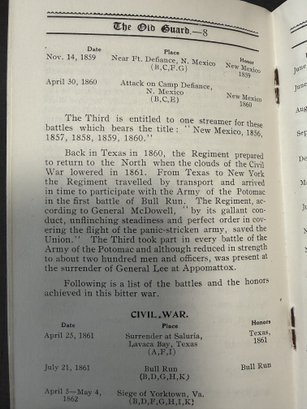 The Old Guard.—8
Date Place Honor
Nov. 14, 1859 Near Ft. Defiance, N. Mexico New Mexico
(B,C,F,G) 1859
April 30, 1860 Attack on Camp Defiance,
N. Mexico New Mexico
(B,C,E) 1860
The Third is entitled to one streamer for these
battles which bears the title: "New Mexico, 1856,
1857, 1858, 1859, 1860."
Back in Texas in 1860, the Regiment prepared
to return to the North when the clouds of the Civil
War lowered in 1861. From Texas to New York
the Regiment travelled by transport and arrived
in time to participate with the Army of the Potomac
in the first battle of Bull Run. The Regiment, ac-
cording to General McDowell, "by its gallant con-
duct, unflinching steadiness and perfect order in cov-
ering the flight of the panic-stricken army, saved the
Union." The Third took part in every battle of the
Army of the Potomac and although reduced in strength
to about two hundred men and officers, was present at
the surrender of General Lee at Appomattox.
Following is a list of the battles and the honors
achieved in this bitter war.
CIVIL WAR.
Date Place Honors
April 25, 1861 Surrender at Saluria, Texas,
Lavaca Bay, Texas 1861
(A,F,I)
July 21, 1861 Bull Run Bull Run
(B,D,G,H,K)
April 5—May 4, Siege of Yorktown, Va.
1862 (B,D,F,G,H,I,K)